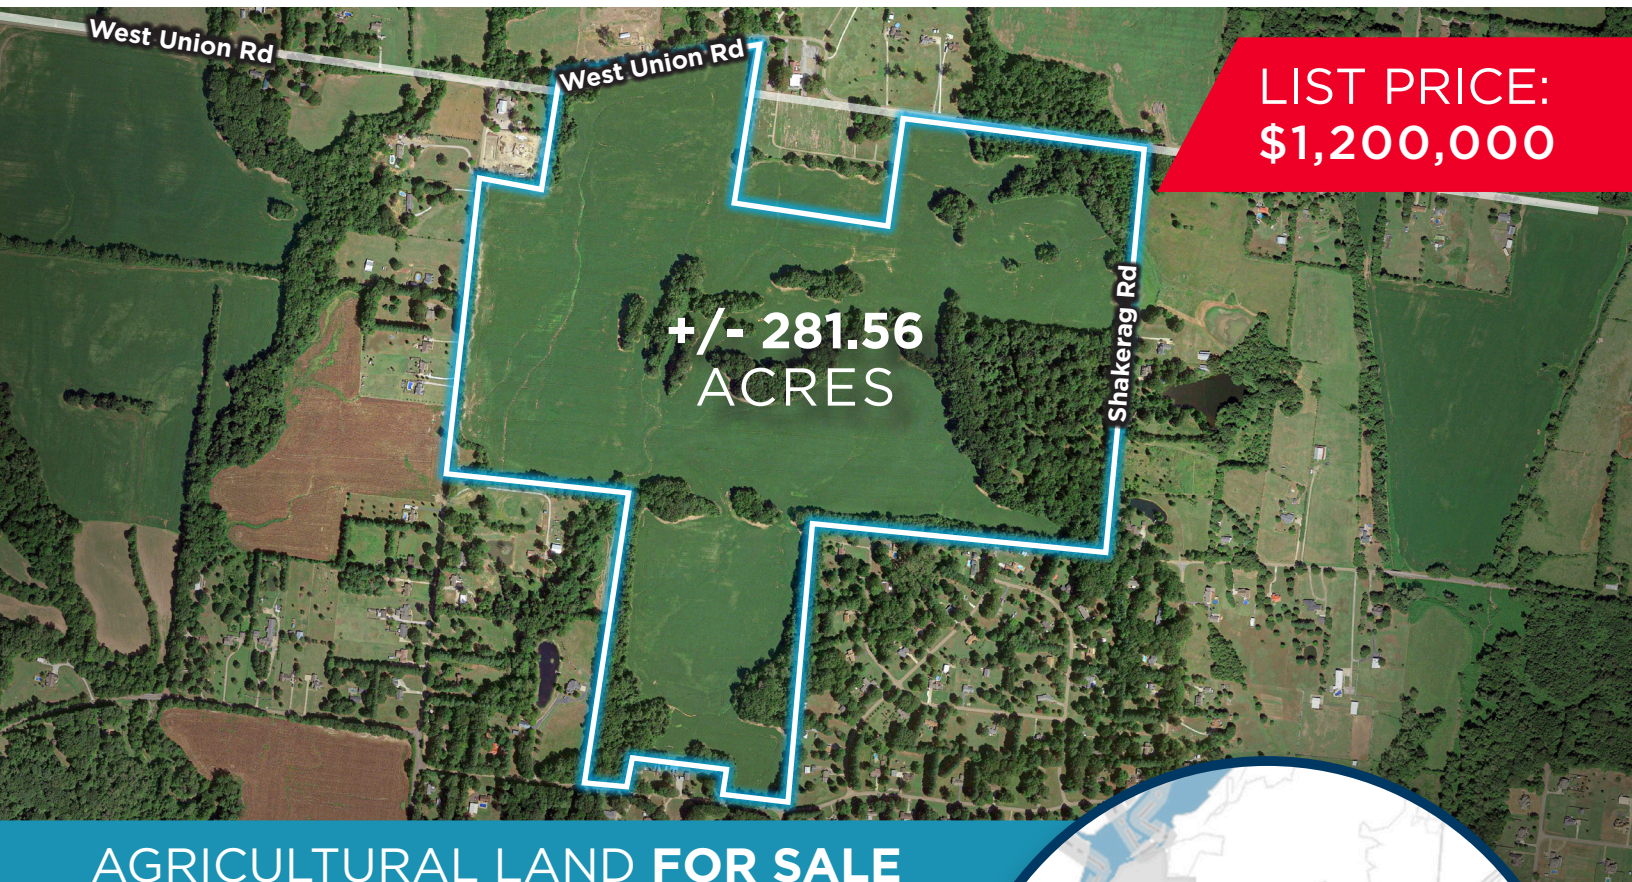 West Union Rd
West Union Rd
LIST PRICE:
$1,200,000
Shakerag Rd
+/- 281.56
ACRES
AGRICULTURAL LAND FOR SALE